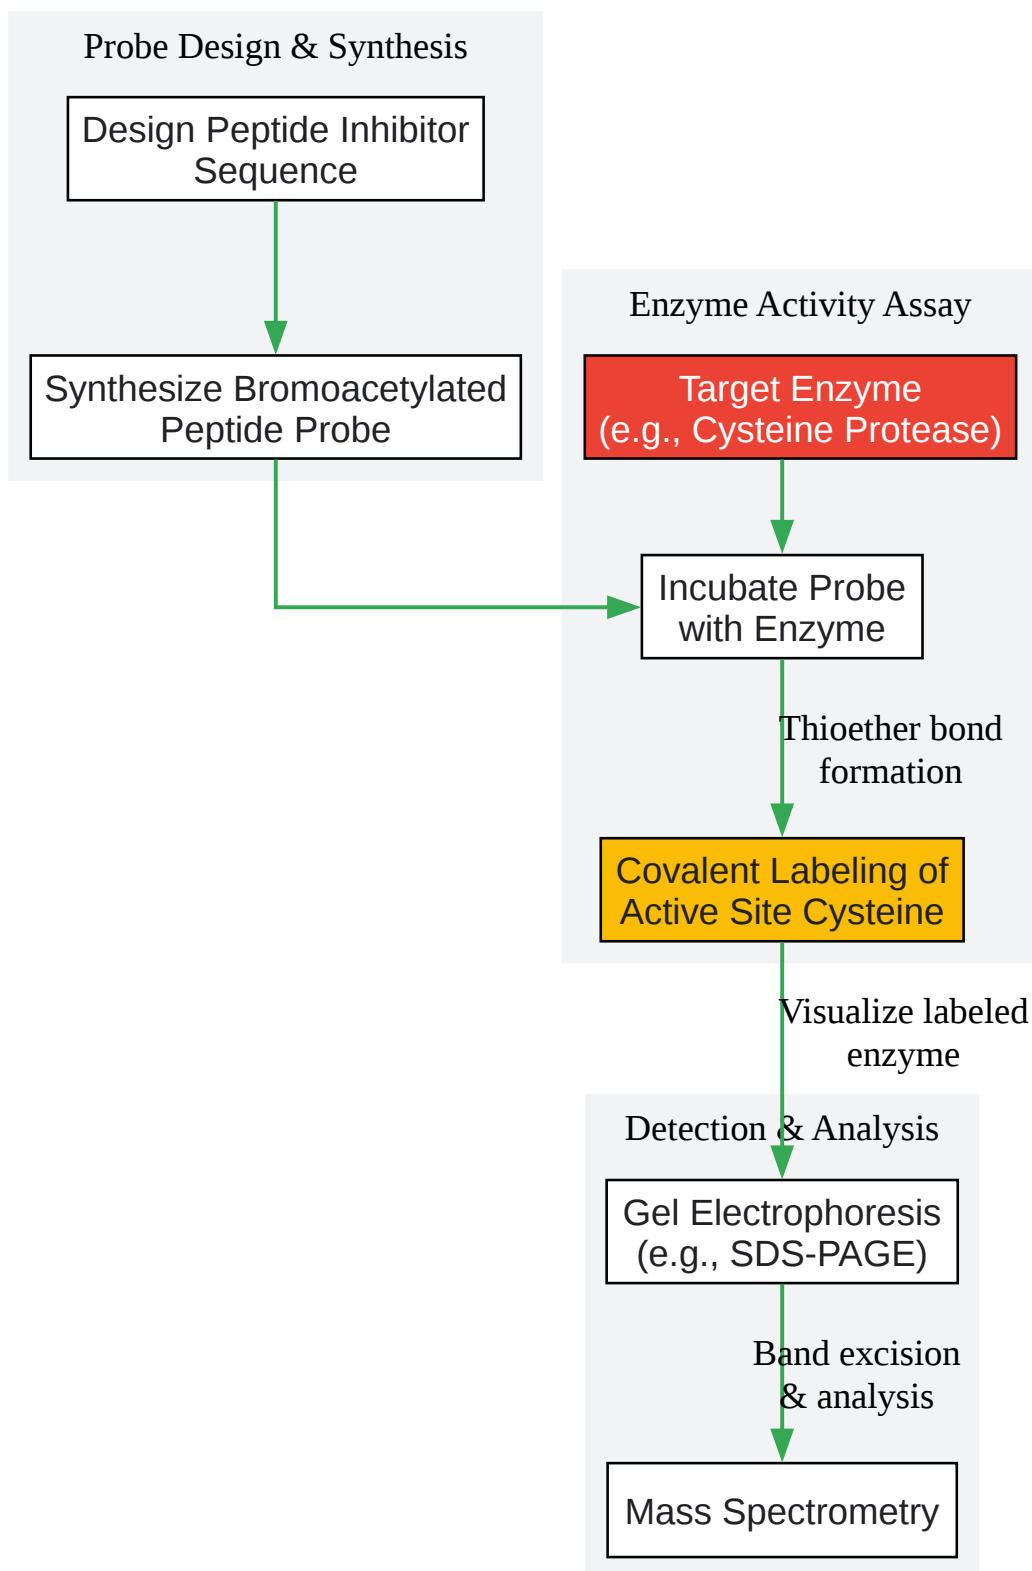 Probe Design & Synthesis
Design Peptide Inhibitor
Sequence
Synthesize Bromoacetylated
Peptide Probe
Enzyme Activity Assay
Target Enzyme
(e.g., Cysteine Protease)
Incubate Probe
with Enzyme
Thioether bond
formation
Covalent Labeling of
Active Site Cysteine
Visualize labeled
enzyme
Detection & Analysis
Gel Electrophoresis
(e.g., SDS-PAGE)
Band excision
& analysis
Mass Spectrometry